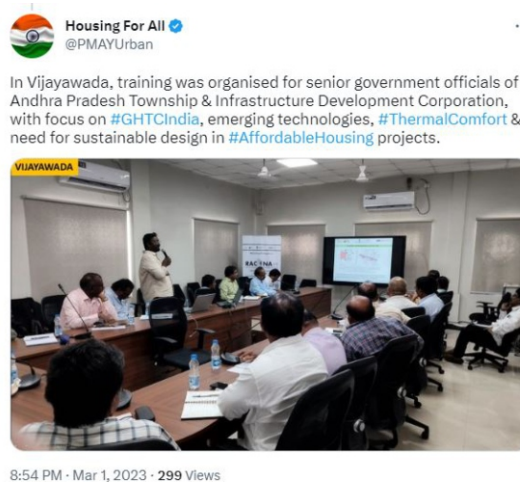 Housing For All
@PMAYUrban
In Vijayawada, training was organised for senior government officials of
Andhra Pradesh Township & Infrastructure Development Corporation,
with focus on #GHTCIndia, emerging technologies, #ThermalComfort &
need for sustainable design in #AffordableHousing projects.
VIJAYAWADA
RACHNA
8:54 PM · Mar 1, 2023 · 299 Views